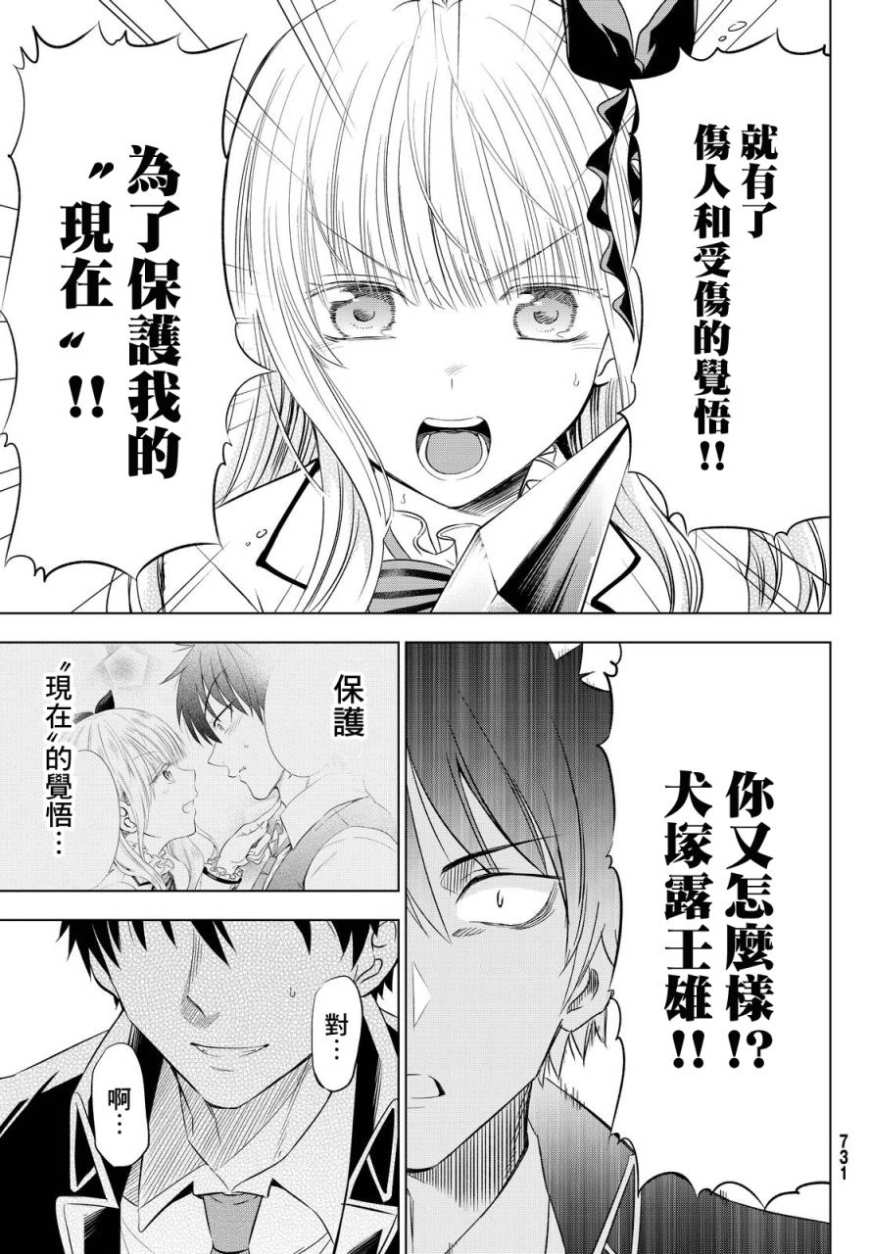 就有了
傷人和受傷的覺悟!!
為了保護我的
〝現在〞!!
你又怎麼樣!?
犬塚露壬雄!!
保護
〝現在〞的覺悟…
對…
啊…
731